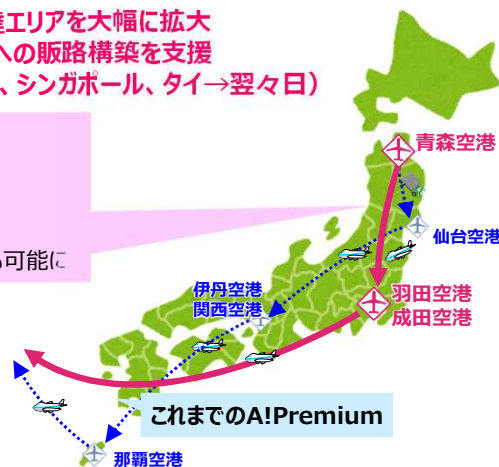 エリアを大幅に拡大
への販路構築を支援
、シンガポール、タイ→翌々日）
も可能に
青森空港
仙台空港
伊丹空港
関西空港
羽田空港
成田空港
これまでのA!Premium
那覇空港